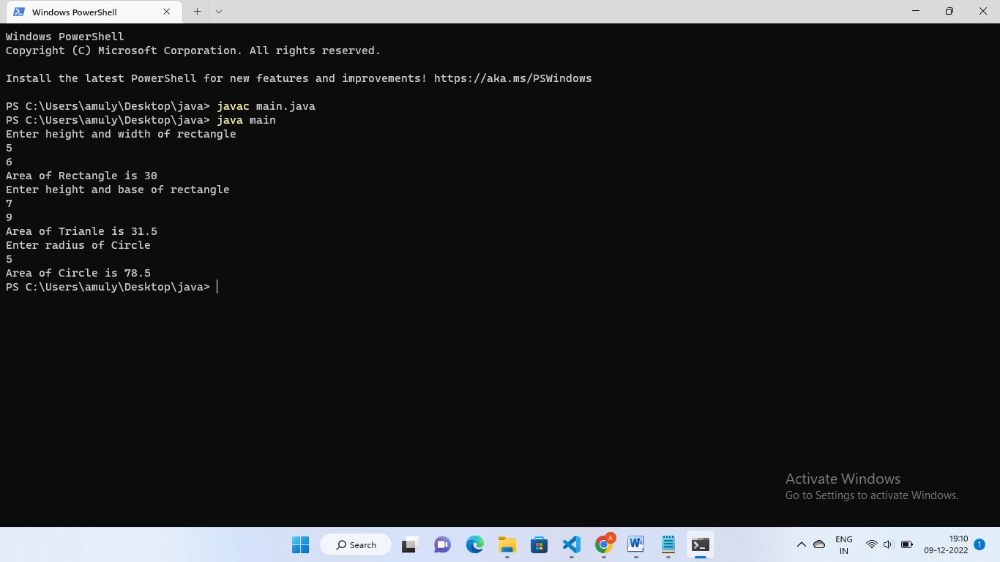 Windows PowerShell
Windows PowerShell
Copyright (C) Microsoft Corporation. All rights reserved.
Install the latest PowerShell for new features and improvements! https://aka.ms/PSWindows
PS C:\Users\amuly\Desktop\java> javac main.java
PS C:\Users\amuly\Desktop\java> java main
Enter height and width of rectangle
5
6
Area of Rectangle is 30
Enter height and base of rectangle
7
9
Area of Trianle is 31.5
Enter radius of Circle
5
Area of Circle is 78.5
PS C:\Users\amuly\Desktop\java>
Activate Windows
Go to Settings to activate Windows.
Search
A
W
ENG
IN
19:10
09-12-2022
1